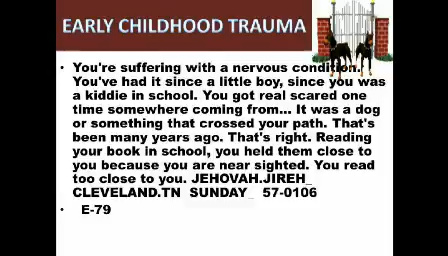 EARLY CHILDHOOD TRAUMA
• You're suffering with a nervous condition.
You've had it since a little boy, since you was
a kiddie in school. You got real scared one
time somewhere coming from... It was a dog
or something that crossed your path. That's
been many years ago. That's right. Reading
your book in school, you held them close to
you because you are near sighted. You read
too close to you. JEHOVAH.JIREH_
CLEVELAND.TN SUNDAY_ 57-0106
• E-79